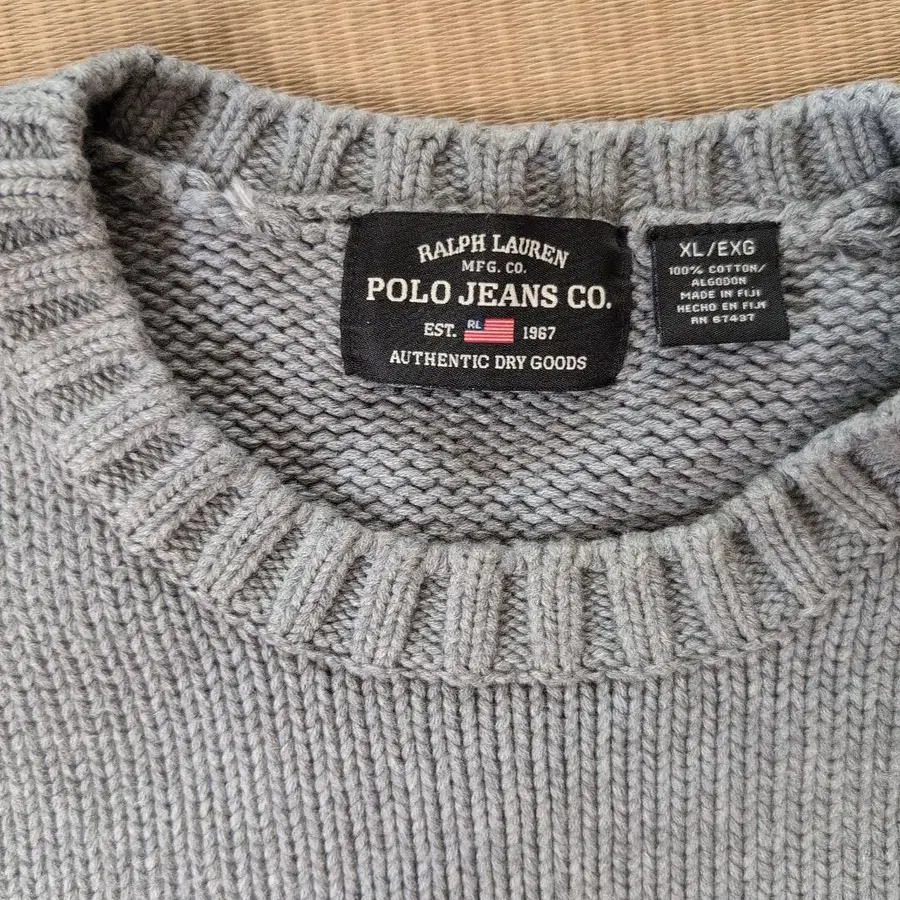 RALPH LAUREN
MFG. CO.
POLO JEANS CO.
EST. RL 1967
AUTHENTIC DRY GOODS
XL/EXG
100% COTTON/
ALGODON
MADE IN FIJI
HECHO EN FIJI
RN 67437